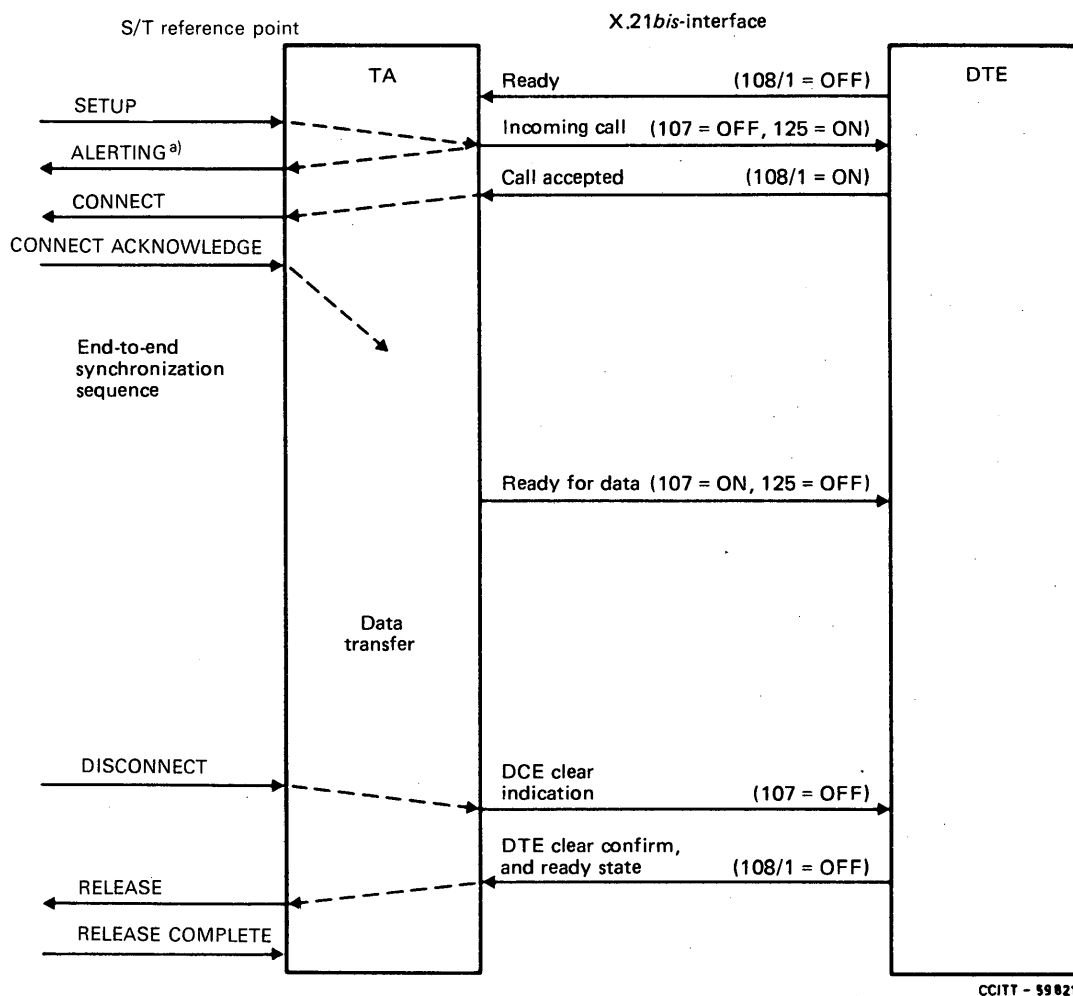 S/T reference point
X.21bis-interface
TA
DTE
Ready (108/1 = OFF)
SETUP
Incoming call (107 = OFF, 125 = ON)
ALERTING a)
Call accepted (108/1 = ON)
CONNECT
CONNECT ACKNOWLEDGE
End-to-end
synchronization
sequence
Ready for data (107 = ON, 125 = OFF)
Data
transfer
DISCONNECT
DCE clear
indication (107 = OFF)
DTE clear confirm,
and ready state (108/1 = OFF)
RELEASE
RELEASE COMPLETE
CCITT -